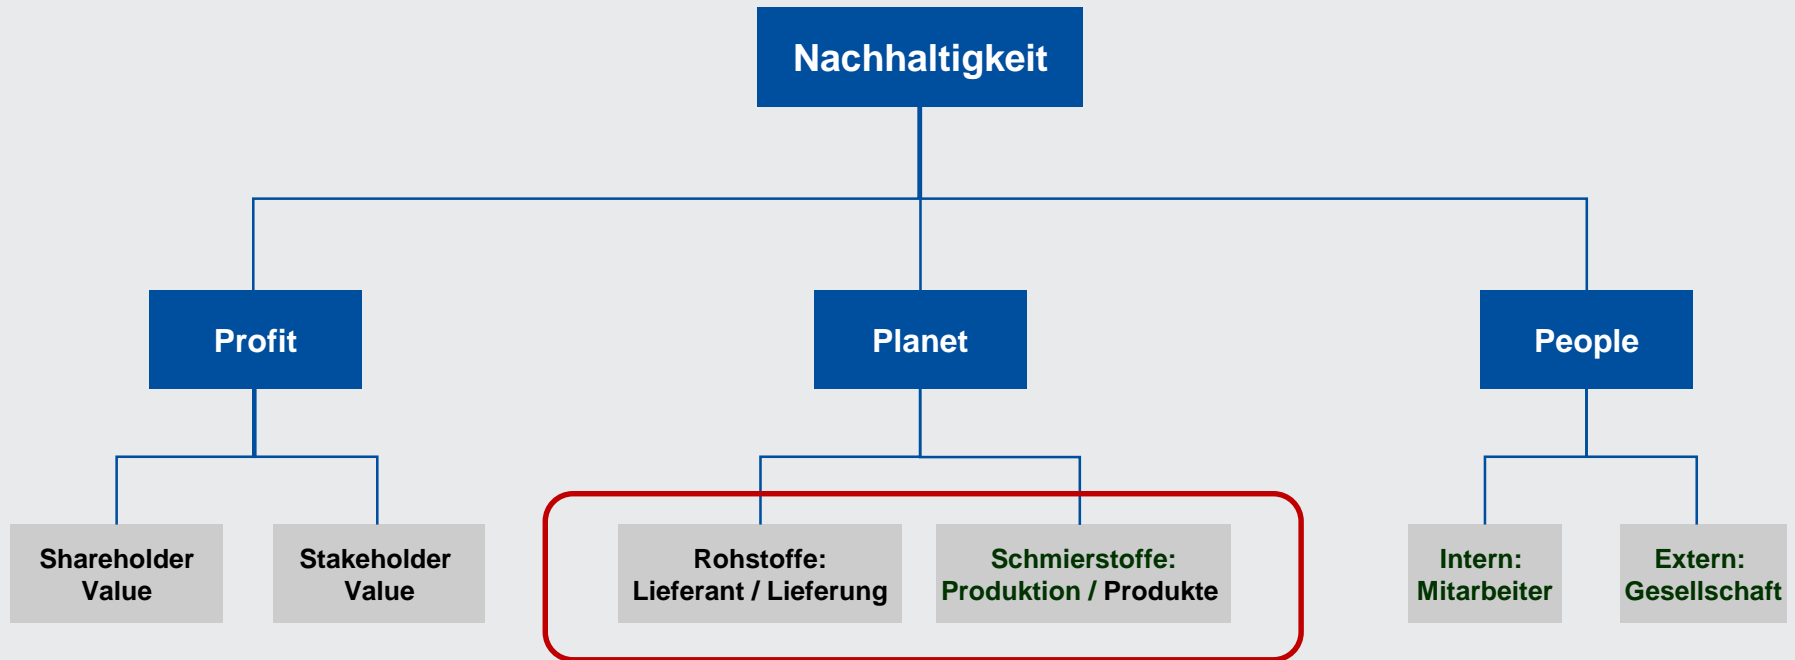 Nachhaltigkeit
Profit
Planet
People
Shareholder
Value
Stakeholder
Value
Rohstoffe:
Lieferant / Lieferung
Schmierstoffe:
Produktion / Produkte
Intern:
Mitarbeiter
Extern:
Gesellschaft